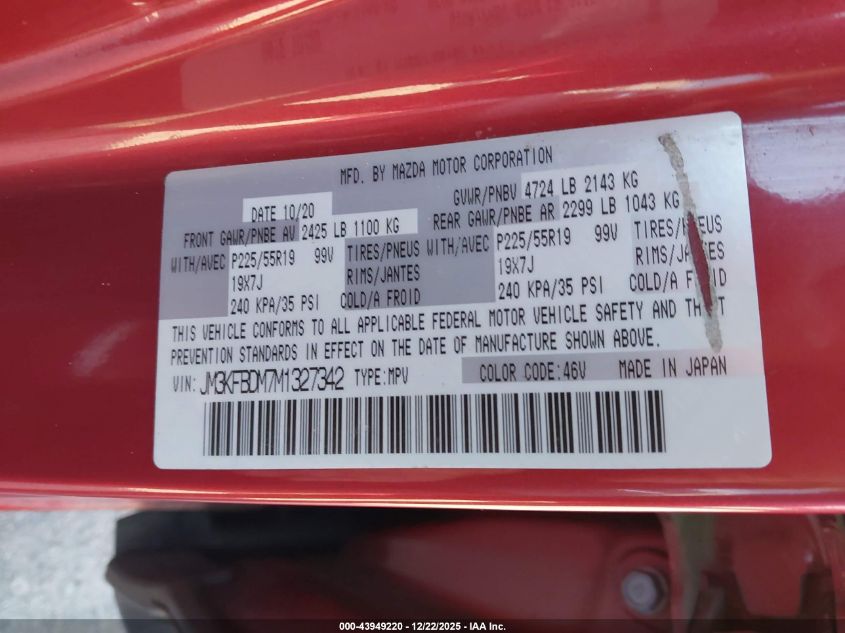 MFD. BY MAZDA MOTOR CORPORATION
DATE 10/20 GVWR/PNBV 4724 LB 2143 KG
FRONT GAWR/PNBE AV 2425 LB 1100 KG REAR GAWR/PNBE AR 2299 LB 1043 KG
WITH/AVEC P225/55R19 99V TIRES/PNEUS WITH/AVEC P225/55R19 99V TIRES/PNEUS
19X7J RIMS/JANTES 19X7J RIMS/JANTES
240 KPA/35 PSI COLD/A FROID 240 KPA/35 PSI COLD/A FROID
THIS VEHICLE CONFORMS TO ALL APPLICABLE FEDERAL MOTOR VEHICLE SAFETY AND THEFT
PREVENTION STANDARDS IN EFFECT ON THE DATE OF MANUFACTURE SHOWN ABOVE.
VIN: JM3KFBDM7M1327342 TYPE:MPV COLOR CODE:46V MADE IN JAPAN
000-43949220 - 12/22/2025 - IAA Inc.